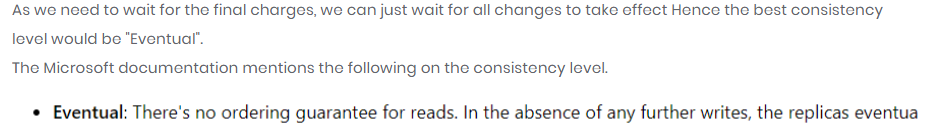 As we need to wait for the final charges, we can just wait for all changes to take effect Hence the best consistency
level would be "Eventual".
The Microsoft documentation mentions the following on the consistency level.
• Eventual: There's no ordering guarantee for reads. In the absence of any further writes, the replicas eventua